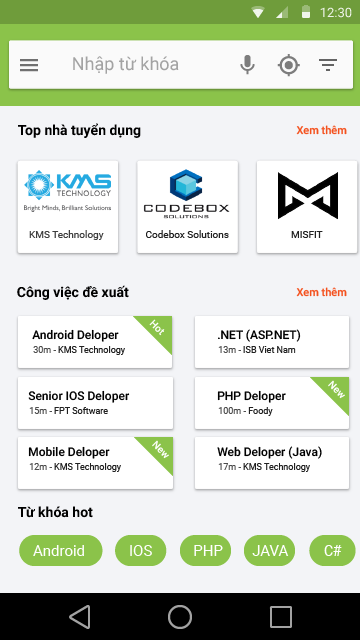 12:30
Nhập từ khóa
Top nhà tuyển dụng
Xem thêm
KMS
TECHNOLOGY
Bright Minds, Brilliant Solutions
KMS Technology
CODEBOX
SOLUTIONS
Codebox Solutions
MISFIT
Công việc đề xuất
Xem thêm
Android Deloper
30m - KMS Technology
Hot
.NET (ASP.NET)
13m - ISB Viet Nam
Senior IOS Deloper
15m - FPT Software
PHP Deloper
100m - Foody
New
Mobile Deloper
12m - KMS Technology
New
Web Deloper (Java)
17m - KMS Technology
Từ khóa hot
Android
IOS
PHP
JAVA
C#